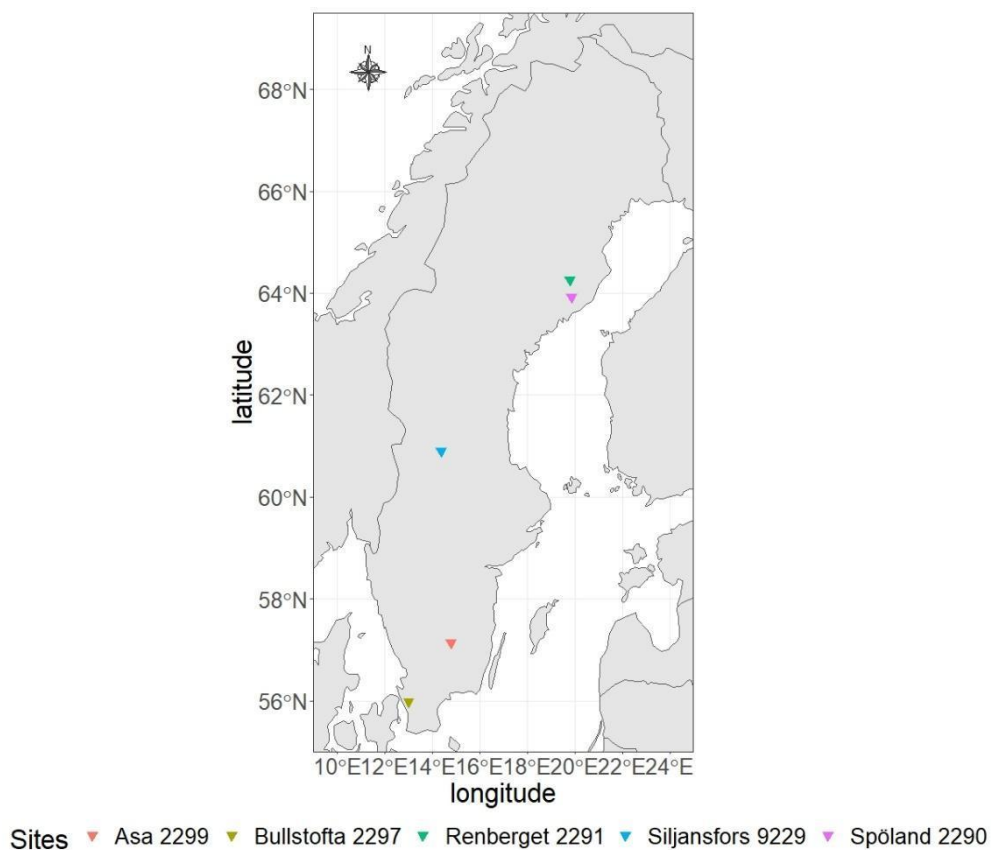 N
68°N
66°N
64°N
62°N
60°N
58°N
56°N
latitude
10°E12°E14°E16°E18°E20°E22°E24°E
longitude
Sites Asa 2299 Bullstofta 2297 Renberget 2291 Siljansfors 9229 Spöland 2290